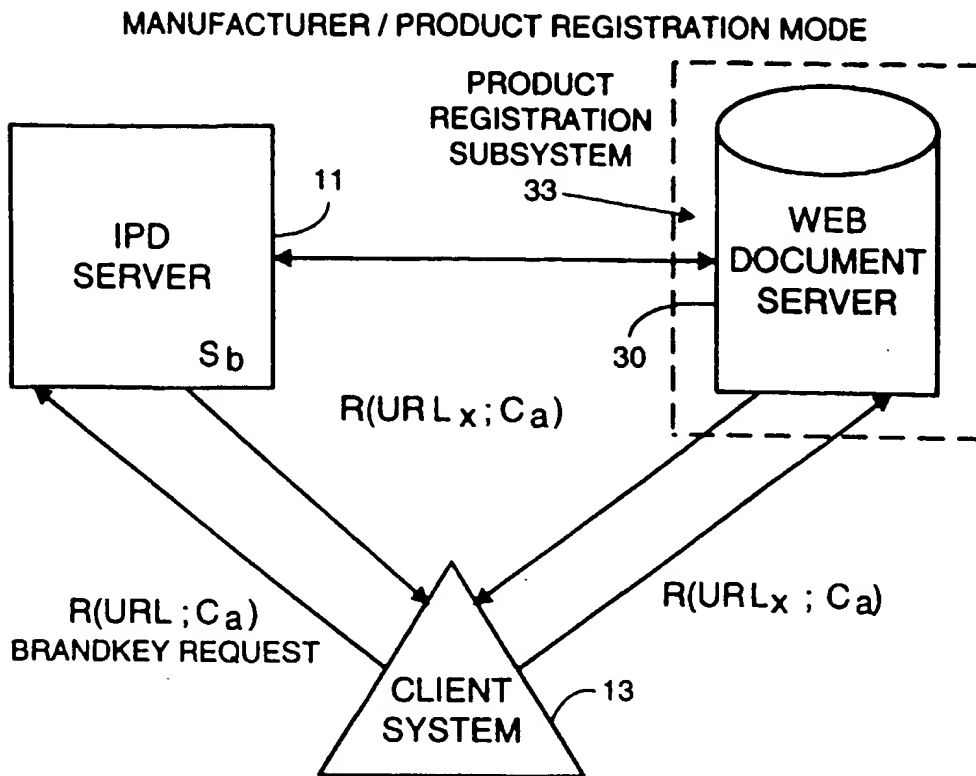 MANUFACTURER / PRODUCT REGISTRATION MODE
PRODUCT
REGISTRATION
SUBSYSTEM
33
11
IPD
SERVER
Sb
WEB
DOCUMENT
SERVER
30
R(URLx ; Ca)
R(URL ; Ca)
BRANDKEY REQUEST
R(URLx ; Ca)
CLIENT
SYSTEM
13